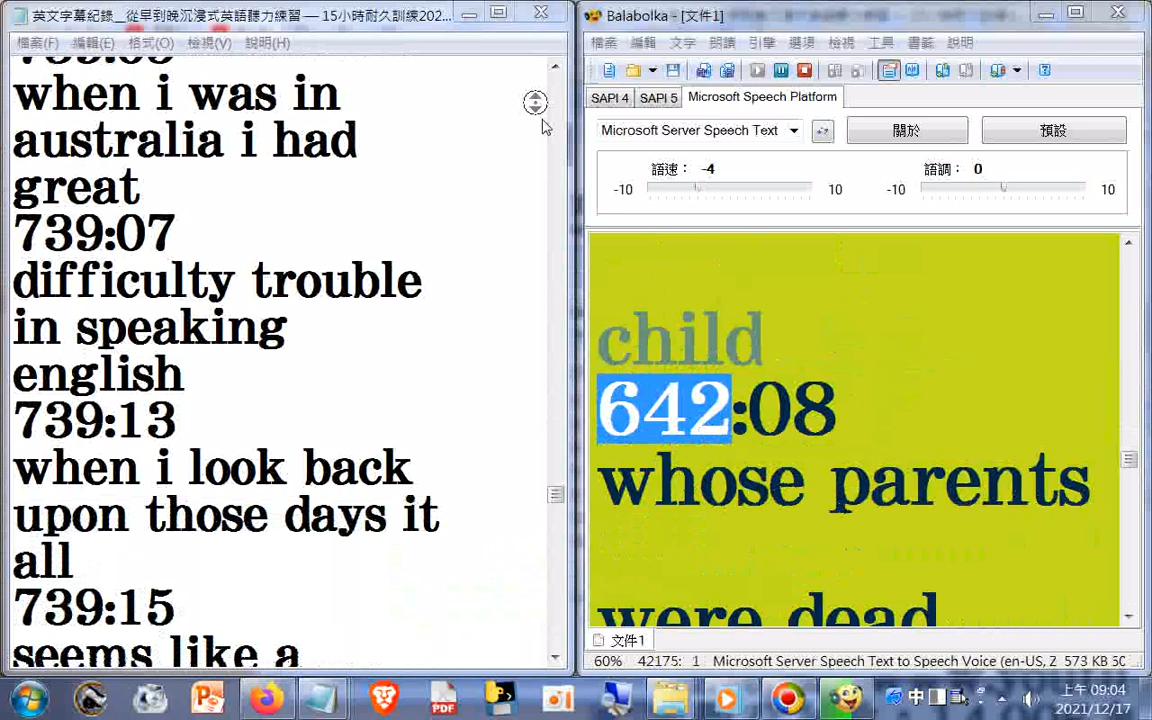 英文字幕紀錄__從早到晚沉浸式英語聽力練習 — 15小時耐久訓練202...
檔案(F) 編輯(E) 格式(O) 檢視(V) 說明(H)
when i was in
australia i had
great
739:07
difficulty trouble
in speaking
english
739:13
when i look back
upon those days it
all
739:15
seems like a
Balabolka - [文件1]
檔案 編輯 文字 朗讀 引擎 選項 檢視 工具 書籤 說明
SAPI 4 SAPI 5 Microsoft Speech Platform
Microsoft Server Speech Text 關於 預設
語速： -4 語調： 0
-10 10 -10 10
child
642:08
whose parents
were dead
文件1
60% 42175: 1 Microsoft Server Speech Text to Speech Voice (en-US, Z 573 KB 50
中 上午 09:04
2021/12/17